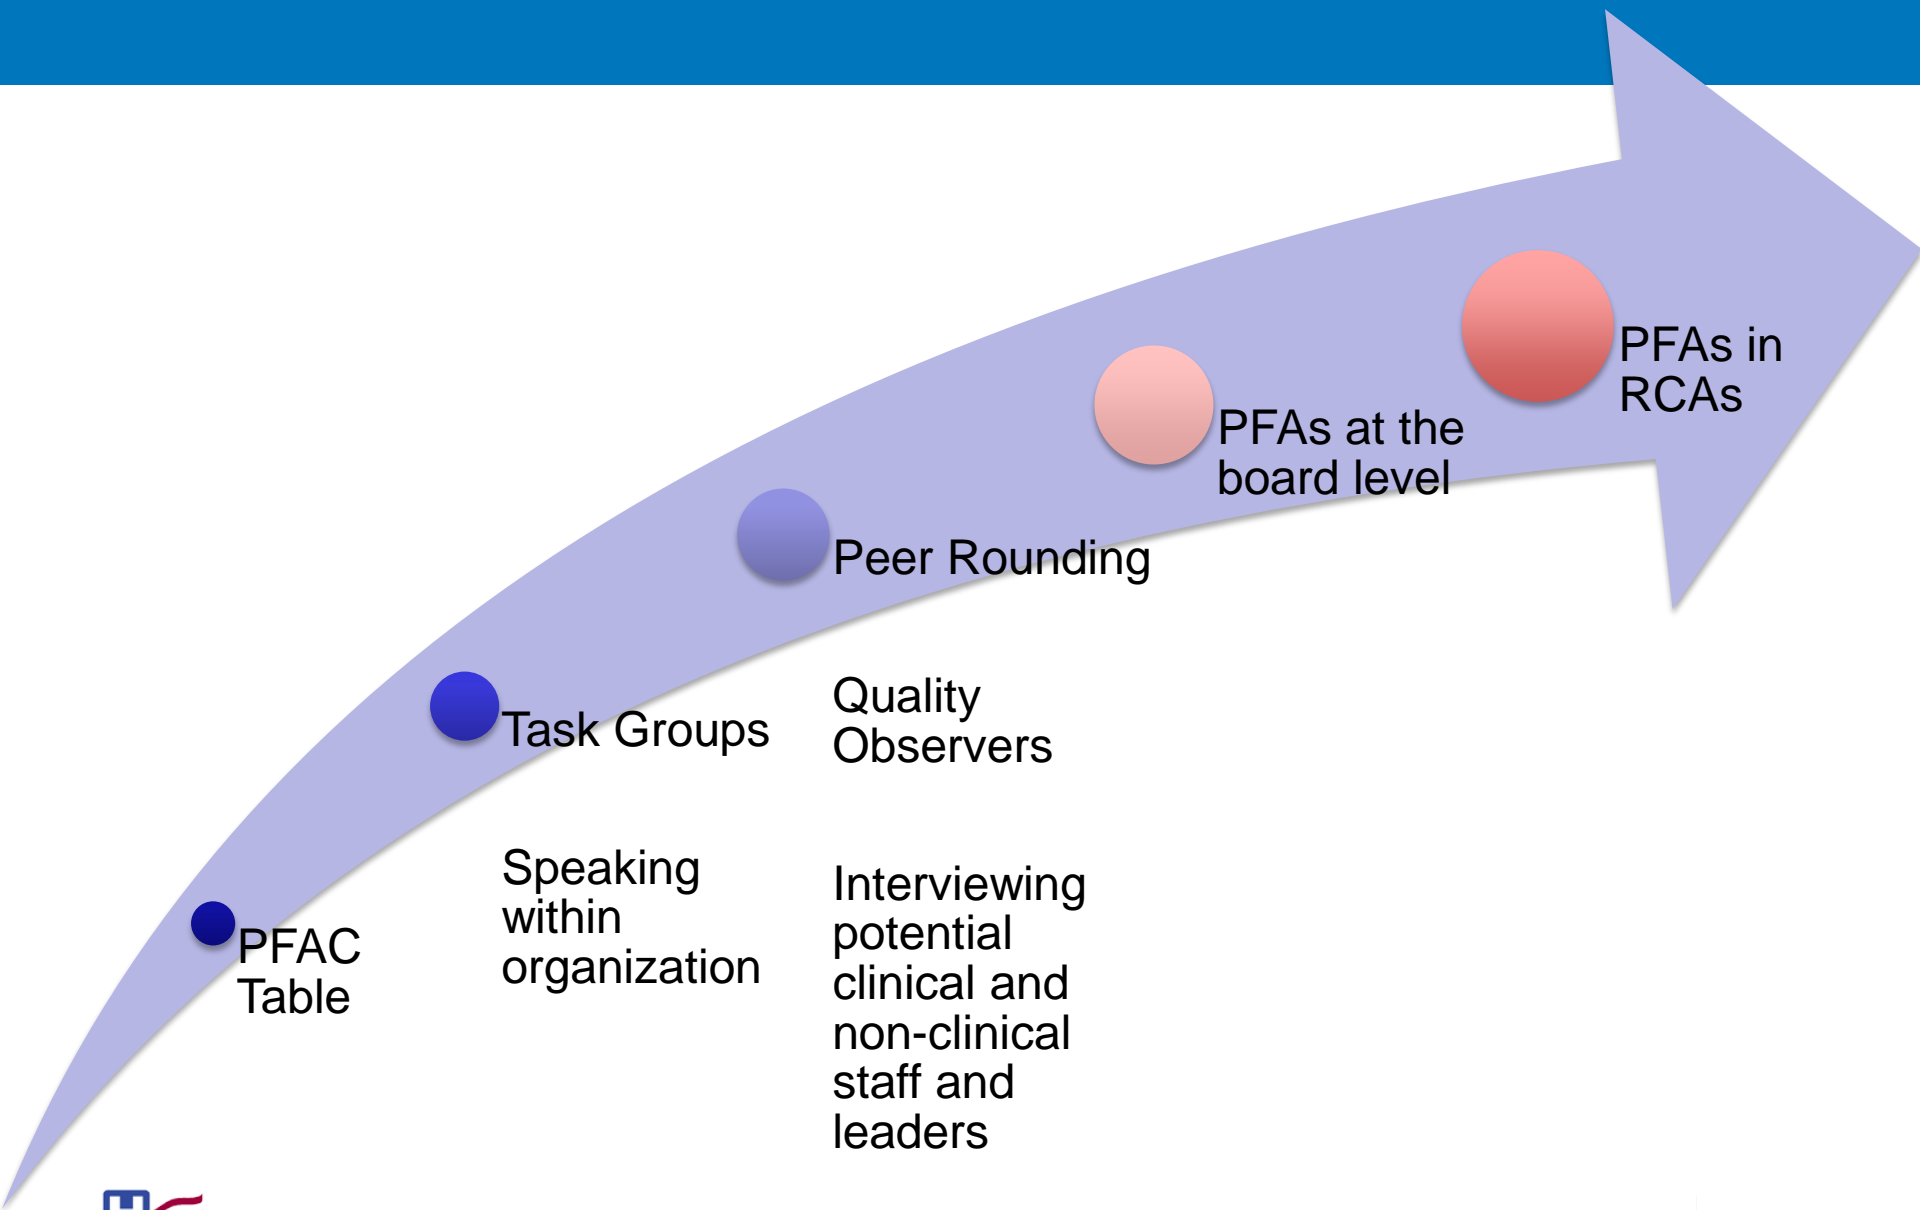 PFAC
Table
Task Groups
Speaking
within
organization
Peer Rounding
Quality
Observers
Interviewing
potential
clinical and
non-clinical
staff and
leaders
PFAs at the
board level
PFAs in
RCAs